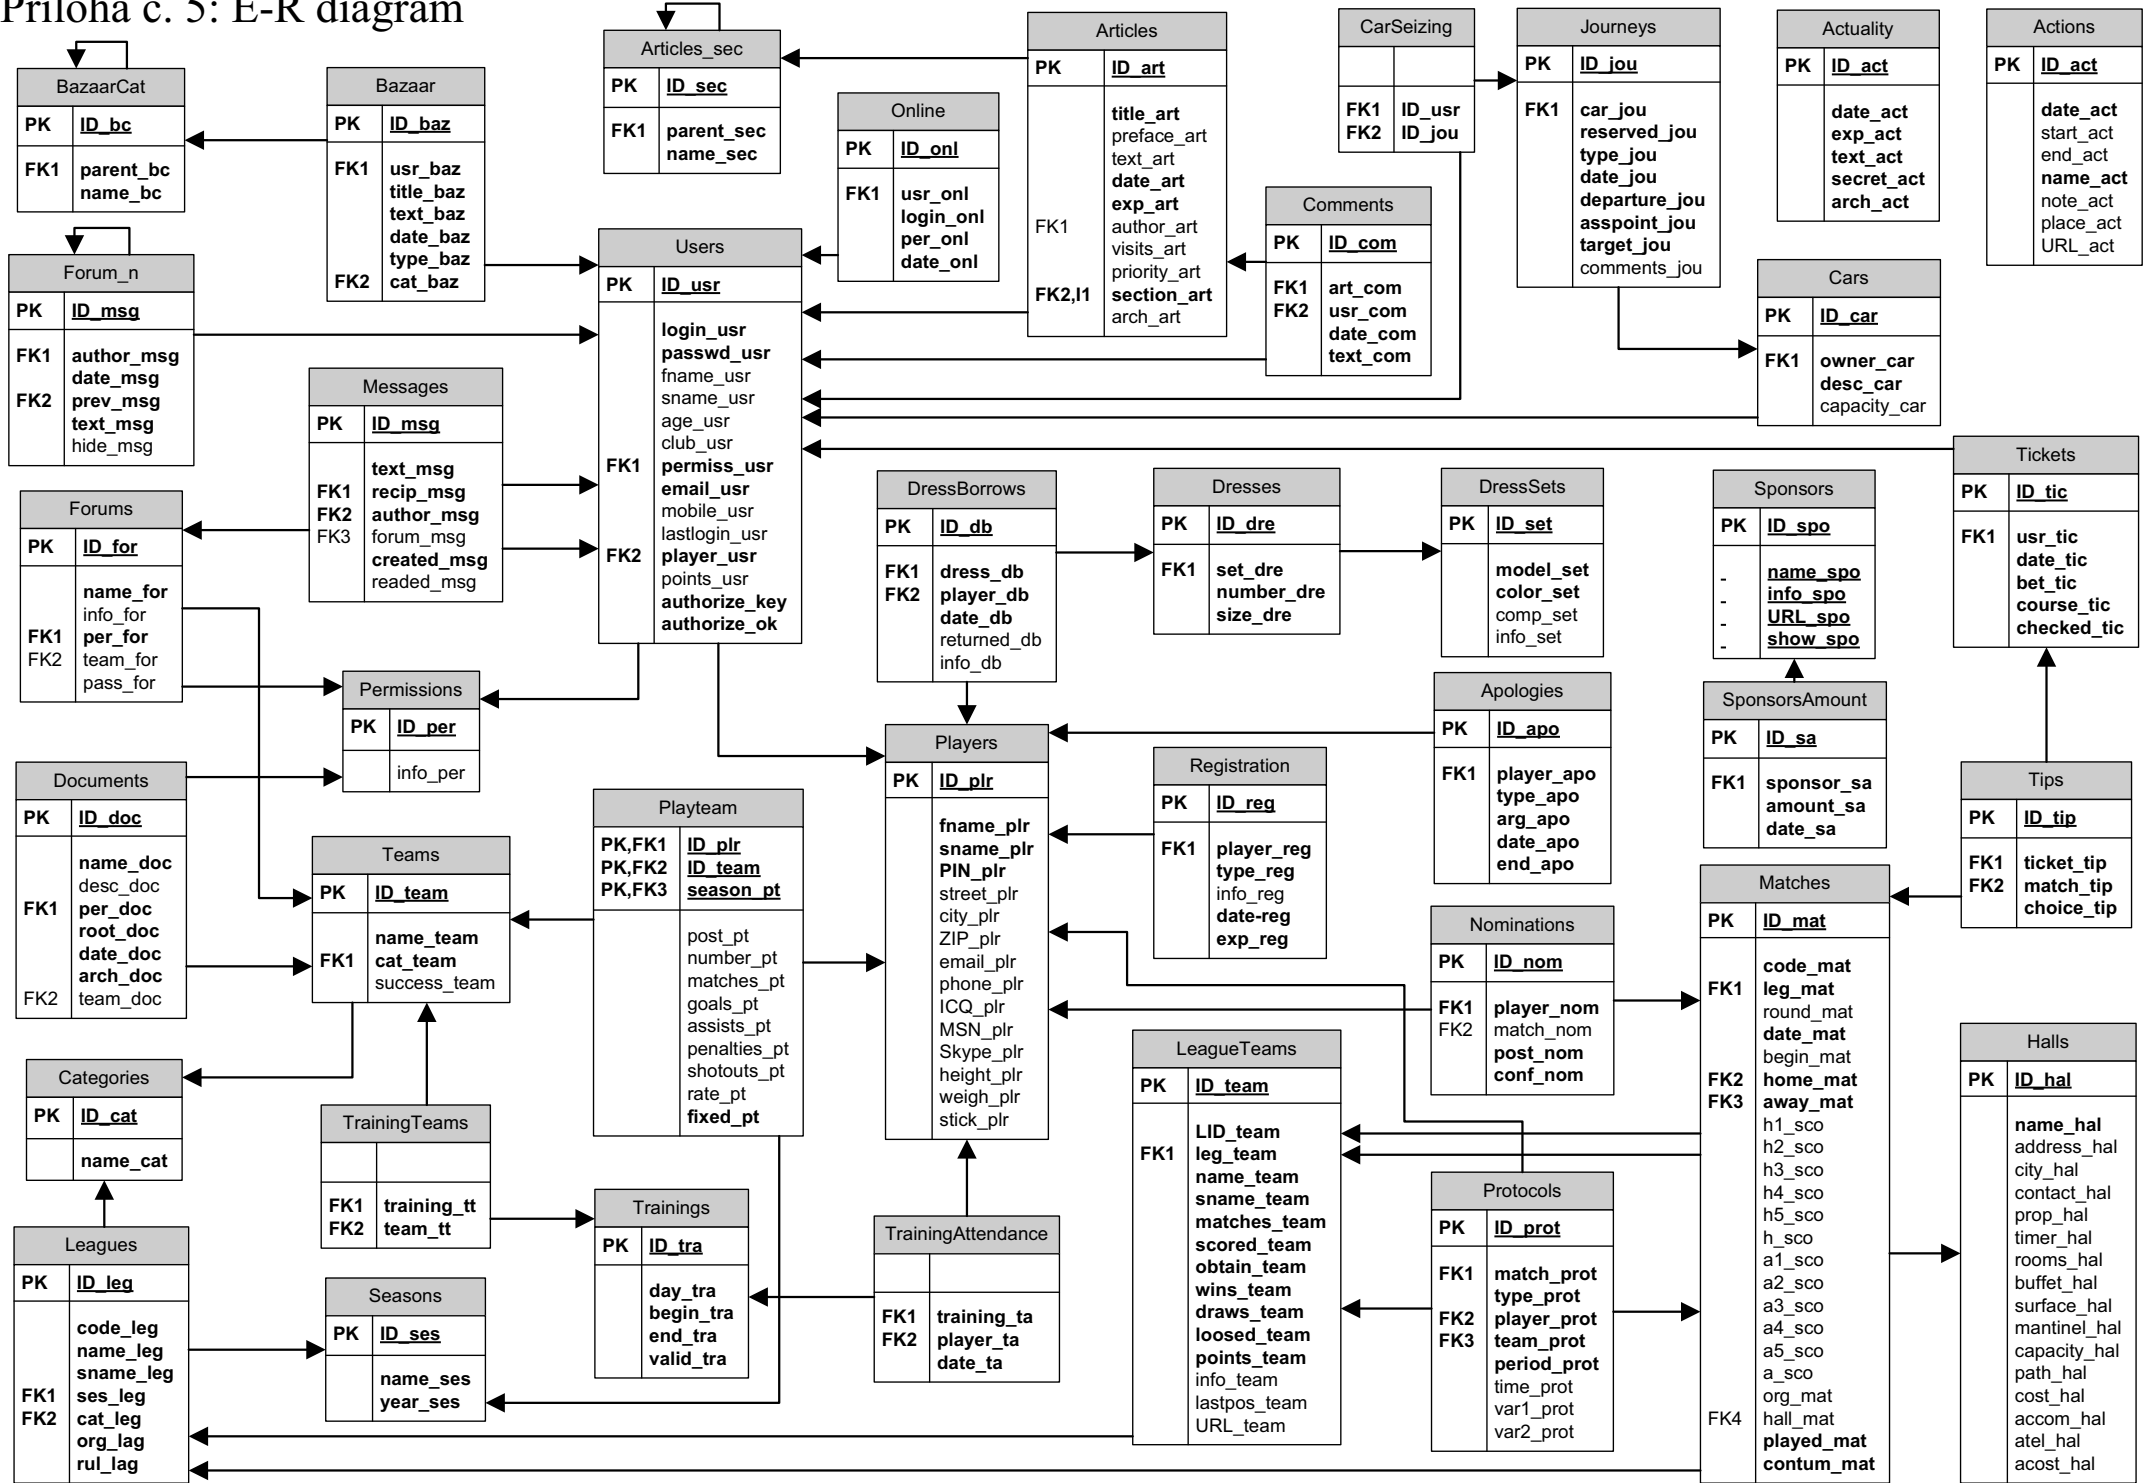 Příloha č. 5: E-R diagram
BazaarCat
PK ID_bc
FK1 parent_bc
name_bc
Bazaar
PK ID_baz
FK1 usr_baz
title_baz
text_baz
date_baz
type_baz
FK2 cat_baz
Articles_sec
PK ID_sec
FK1 parent_sec
name_sec
Online
PK ID_onl
FK1 usr_onl
login_onl
per_onl
date_onl
Articles
PK ID_art
title_art
preface_art
text_art
date_art
exp_art
FK1 author_art
visits_art
priority_art
FK2,I1 section_art
arch_art
CarSeizing
FK1 ID_usr
FK2 ID_jou
Journeys
PK ID_jou
FK1 car_jou
reserved_jou
type_jou
date_jou
departure_jou
asspoint_jou
target_jou
comments_jou
Actuality
PK ID_act
date_act
exp_act
text_act
secret_act
arch_act
Actions
PK ID_act
date_act
start_act
end_act
name_act
note_act
place_act
URL_act
Comments
PK ID_com
FK1 art_com
FK2 usr_com
date_com
text_com
Cars
PK ID_car
FK1 owner_car
desc_car
capacity_car
Forum_n
PK ID_msg
FK1 author_msg
date_msg
FK2 prev_msg
text_msg
hide_msg
Users
PK ID_usr
login_usr
passwd_usr
fname_usr
sname_usr
age_usr
club_usr
FK1 permiss_usr
email_usr
mobile_usr
lastlogin_usr
FK2 player_usr
points_usr
authorize_key
authorize_ok
Messages
PK ID_msg
text_msg
FK1 recip_msg
FK2 author_msg
FK3 forum_msg
created_msg
readed_msg
Forums
PK ID_for
name_for
info_for
FK1 per_for
FK2 team_for
pass_for
DressBorrows
PK ID_db
FK1 dress_db
FK2 player_db
date_db
returned_db
info_db
Dresses
PK ID_dre
FK1 set_dre
number_dre
size_dre
DressSets
PK ID_set
model_set
color_set
comp_set
info_set
Sponsors
PK ID_spo
- name_spo
- info_spo
- URL_spo
- show_spo
Tickets
PK ID_tic
FK1 usr_tic
date_tic
bet_tic
course_tic
checked_tic
Permissions
PK ID_per
info_per
Documents
PK ID_doc
name_doc
desc_doc
FK1 per_doc
root_doc
date_doc
arch_doc
FK2 team_doc
Teams
PK ID_team
name_team
FK1 cat_team
success_team
Playteam
PK,FK1 ID_plr
PK,FK2 ID_team
PK,FK3 season_pt
post_pt
number_pt
matches_pt
goals_pt
assists_pt
penalties_pt
shotouts_pt
rate_pt
fixed_pt
Players
PK ID_plr
fname_plr
sname_plr
PIN_plr
street_plr
city_plr
ZIP_plr
email_plr
phone_plr
ICQ_plr
MSN_plr
Skype_plr
height_plr
weigh_plr
stick_plr
Registration
PK ID_reg
FK1 player_reg
type_reg
info_reg
date-reg
exp_reg
Apologies
PK ID_apo
FK1 player_apo
type_apo
arg_apo
date_apo
end_apo
SponsorsAmount
PK ID_sa
FK1 sponsor_sa
amount_sa
date_sa
Tips
PK ID_tip
FK1 ticket_tip
FK2 match_tip
choice_tip
Nominations
PK ID_nom
FK1 player_nom
FK2 match_nom
post_nom
conf_nom
Matches
PK ID_mat
code_mat
FK1 leg_mat
round_mat
date_mat
begin_mat
FK2 home_mat
FK3 away_mat
h1_sco
h2_sco
h3_sco
h4_sco
h5_sco
h_sco
a1_sco
a2_sco
a3_sco
a4_sco
a5_sco
a_sco
org_mat
FK4 hall_mat
played_mat
contum_mat
Halls
PK ID_hal
name_hal
address_hal
city_hal
contact_hal
prop_hal
timer_hal
rooms_hal
buffet_hal
surface_hal
mantinel_hal
capacity_hal
path_hal
cost_hal
accom_hal
atel_hal
acost_hal
Categories
PK ID_cat
name_cat
TrainingTeams
FK1 training_tt
FK2 team_tt
Trainings
PK ID_tra
day_tra
begin_tra
end_tra
valid_tra
TrainingAttendance
FK1 training_ta
FK2 player_ta
date_ta
LeagueTeams
PK ID_team
LID_team
FK1 leg_team
name_team
sname_team
matches_team
scored_team
obtain_team
wins_team
draws_team
loosed_team
points_team
info_team
lastpos_team
URL_team
Protocols
PK ID_prot
FK1 match_prot
type_prot
FK2 player_prot
FK3 team_prot
period_prot
time_prot
var1_prot
var2_prot
Leagues
PK ID_leg
code_leg
name_leg
sname_leg
FK1 ses_leg
FK2 cat_leg
org_lag
rul_lag
Seasons
PK ID_ses
name_ses
year_ses